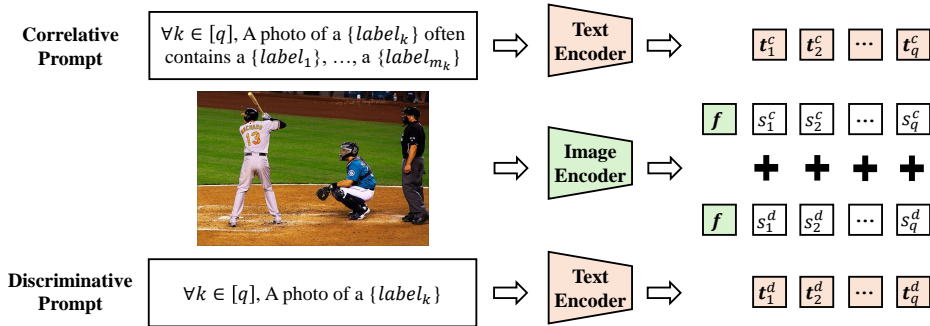 Correlative Prompt
∀k ∈ [q], A photo of a {label_k} often
contains a {label_1}, …, a {label_{m_k}}
Text
Encoder
t_1^c t_2^c ⋯ t_q^c
MACHADO
13
Image
Encoder
f s_1^c s_2^c ⋯ s_q^c
+ + + +
f s_1^d s_2^d ⋯ s_q^d
Discriminative
Prompt
∀k ∈ [q], A photo of a {label_k}
Text
Encoder
t_1^d t_2^d ⋯ t_q^d